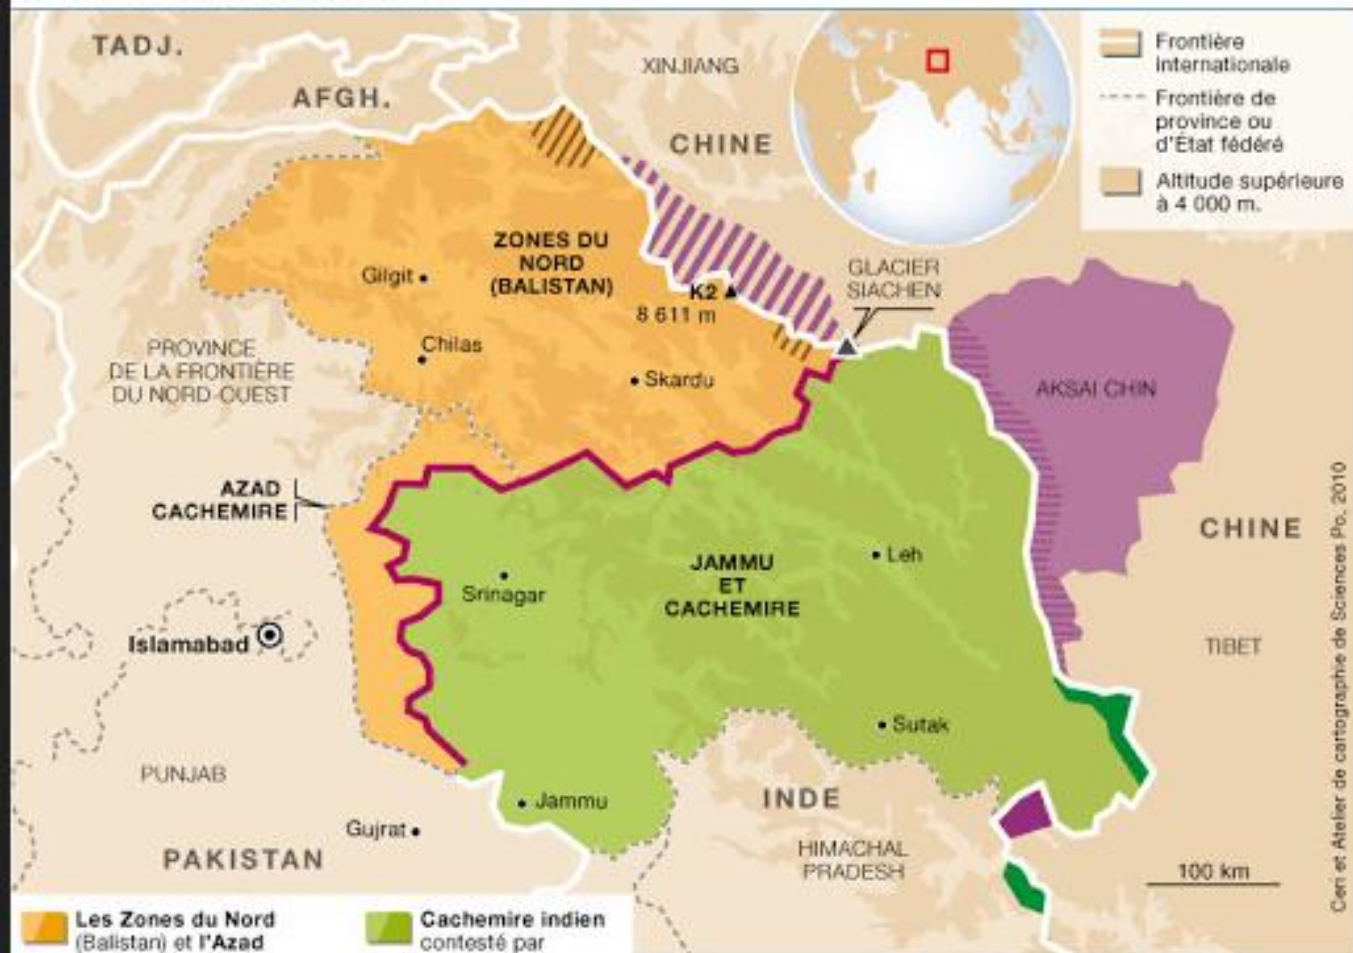 TADJ.
AFGH.
XINJIANG
CHINE
Frontière
internationale
Frontière de
province ou
d'État fédéré
Altitude supérieure
à 4 000 m.
ZONES DU
NORD
(BALISTAN)
Gilgit
K2
8 611 m
GLACIER
SIACHEN
Chilas
Skardu
PROVINCE
DE LA FRONTIÈRE
DU NORD-OUEST
AKSAI CHIN
AZAD
CACHEMIRE
CHINE
Leh
JAMMU
ET
CACHEMIRE
Srinagar
Islamabad
TIBET
Sutak
PUNJAB
Jammu
INDE
Gujrat
HIMACHAL
PRADESH
PAKISTAN
100 km
Ceri et Atelier de cartographie de Sciences Po, 2010
Les Zones du Nord
(Balistan) et l'Azad
Cachemire indien
contesté par